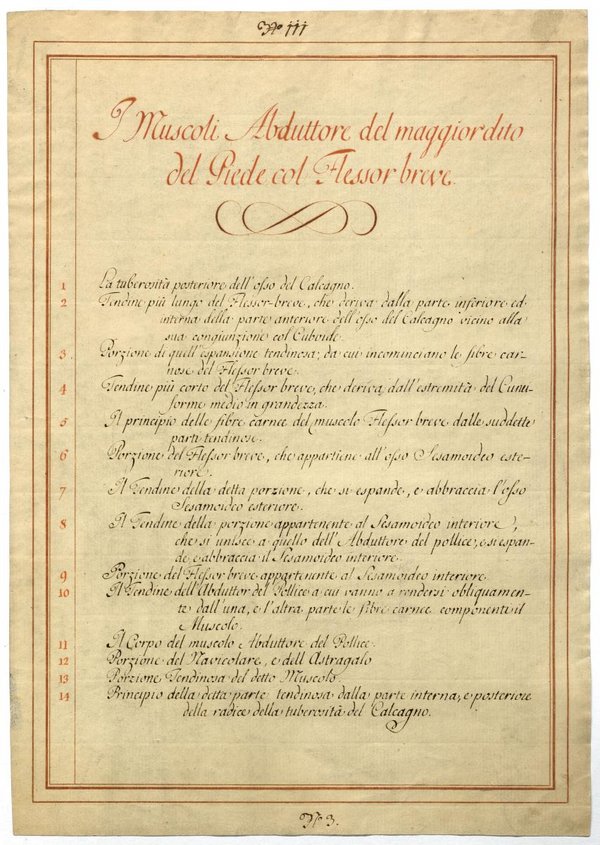 No III
I Muscoli Abduttore del maggior dito
del Piede col Flessor breve.
1 La tuberosità posteriore dell'osso del Calcagno.
2 Tendine più lungo del Flessor-breve, che deriva dalla parte inferiore ed
interna della parte anteriore dell'osso del Calcagno vicino alla
sua congiunzione col Cuboide.
3. Porzione di quell'espansione tendinosa, da cui incominciano le fibre car-
nose del Flessor breve.
4 Tendine più corto del Flessor breve, che deriva dall'estremità del Cunei-
forme medio in grandezza.
5 Il principio delle fibre carnee del muscolo Flessor breve dalle suddette
parti tendinose.
6 Porzione del Flessor breve, che appartiene all'osso Sesamoideo este-
riore.
7 Il Tendine della detta porzione, che si espande, e abbraccia l'osso
Sesamoideo esteriore.
8 Il Tendine della porzione appartenente al Sesamoideo interiore,
che si unisce a quello dell'Abduttore del pollice, e si espan-
de, e abbraccia il Sesamoideo interiore.
9 Porzione del Flessor breve appartenente al Sesamoideo interiore.
10 Il Tendine dell'Abduttor del Pollice a cui vanno a rendersi obliquamen-
te dall'una, e l'altra parte le fibre carnee componenti il
Muscolo.
11 Il Corpo del muscolo Abduttore del Pollice.
12 Porzione del Navicolare, e dell'Astragalo
13 Porzione Tendinosa del detto Muscolo
14 Principio della detta parte tendinosa dalla parte interna, e posteriore
della radice della tuberosità del Calcagno.
No 3.